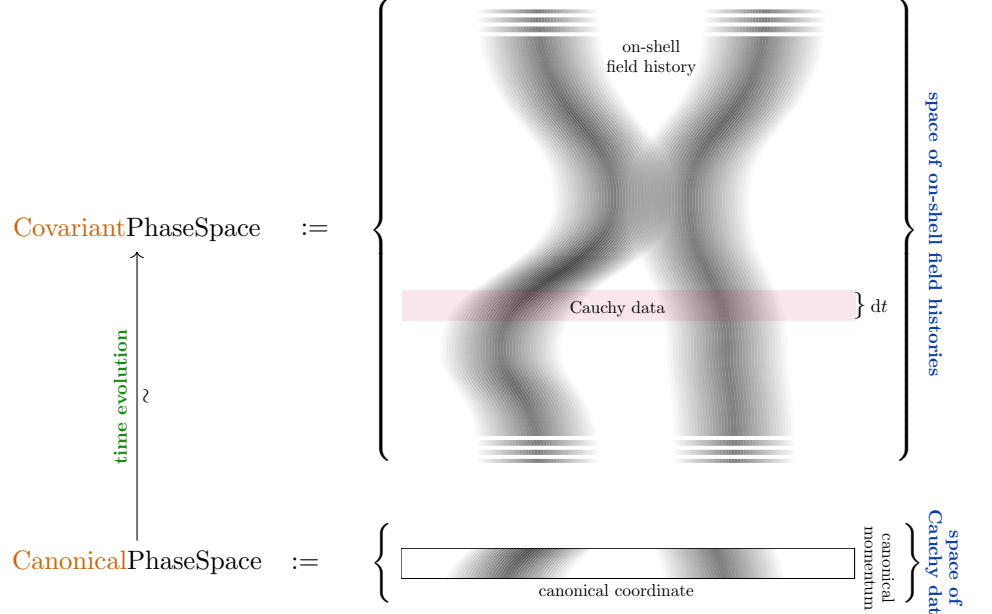 on-shell
field history
CovariantPhaseSpace :=
Cauchy data
} dt
space of on-shell field histories
time evolution
~
CanonicalPhaseSpace :=
canonical coordinate
canonical
momentum
space of
Cauchy dat